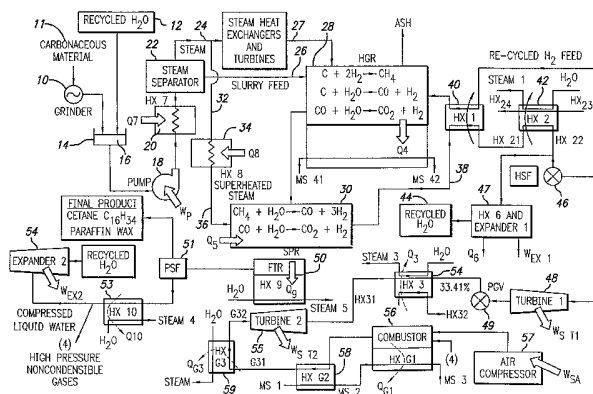 RECYCLED H2O
12
11
CARBONACEOUS
MATERIAL
10
GRINDER
14
16
18
PUMP
WP
22
STEAM
SEPARATOR
24
STEAM
HX 7
Q7
20
STEAM HEAT
EXCHANGERS
AND
TURBINES
27
26
SLURRY FEED
32
34
Q8
HX 8
SUPERHEATED
STEAM
36
28
HGR
ASH
C + 2H2→CH4
C + H2O→CO + H2
CO + H2O→CO2 + H2
Q4
MS 41
MS 42
30
CH4 + H2O→CO + 3H2
CO + H2O→CO2 + H2
Q5
SPR
38
RE-CYCLED H2 FEED
40
HX 1
STEAM 1
42
H2O
HX24
HX23
HX 2
HX 21
HX 22
HSF
46
47
44
RECYCLED
H2O
HX 6 AND
EXPANDER 1
Q6
WEX 1
FINAL PRODUCT
CETANE C16H34
PARAFFIN WAX
54
EXPANDER 2
WEX2
RECYCLED
H2O
51
PSF
53
HX 10
STEAM 4
H2O
Q10
COMPRESSED
LIQUID WATER
(4)
HIGH PRESSURE
NONCONDENSIBLE
GASES
FTR
50
HX 9
Q9
H2O
STEAM 5
STEAM 3
Q3
H2O
54
HX31
HX 3
33.41%
HX32
PGV
49
48
TURBINE 1
WS T1
H2O
G32
TURBINE 2
55
WS T2
HX
G3
QG3
G31
STEAM
59
58
HX G2
MS 1
MS 2
56
COMBUSTOR
HX G1
(4)
MS 3
QG1
57
AIR
COMPRESSOR
WSA